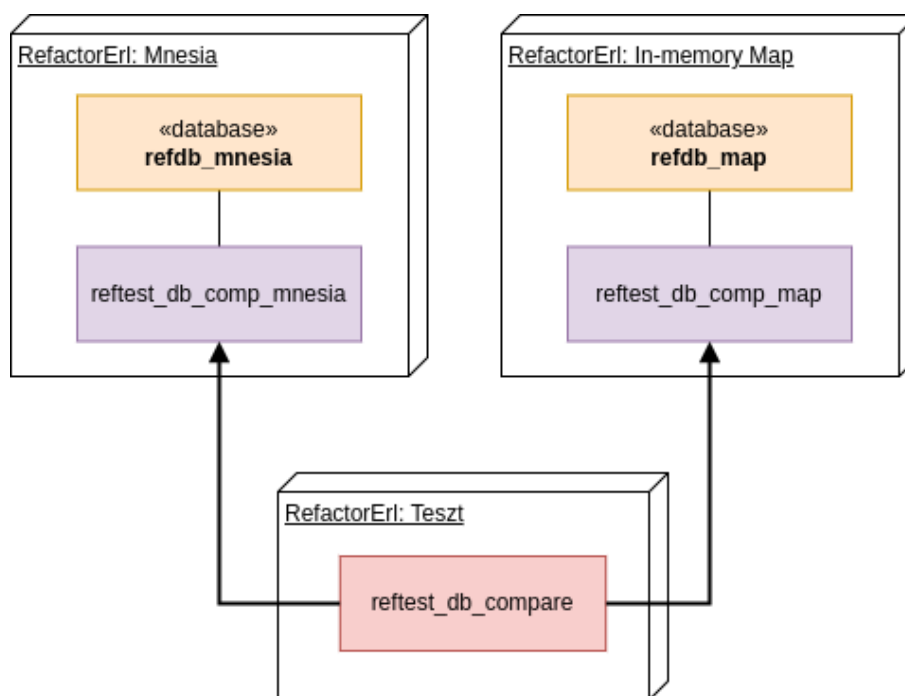 RefactorErl: Mnesia
«database»
refdb_mnesia
reftest_db_comp_mnesia
RefactorErl: In-memory Map
«database»
refdb_map
reftest_db_comp_map
RefactorErl: Teszt
reftest_db_compare